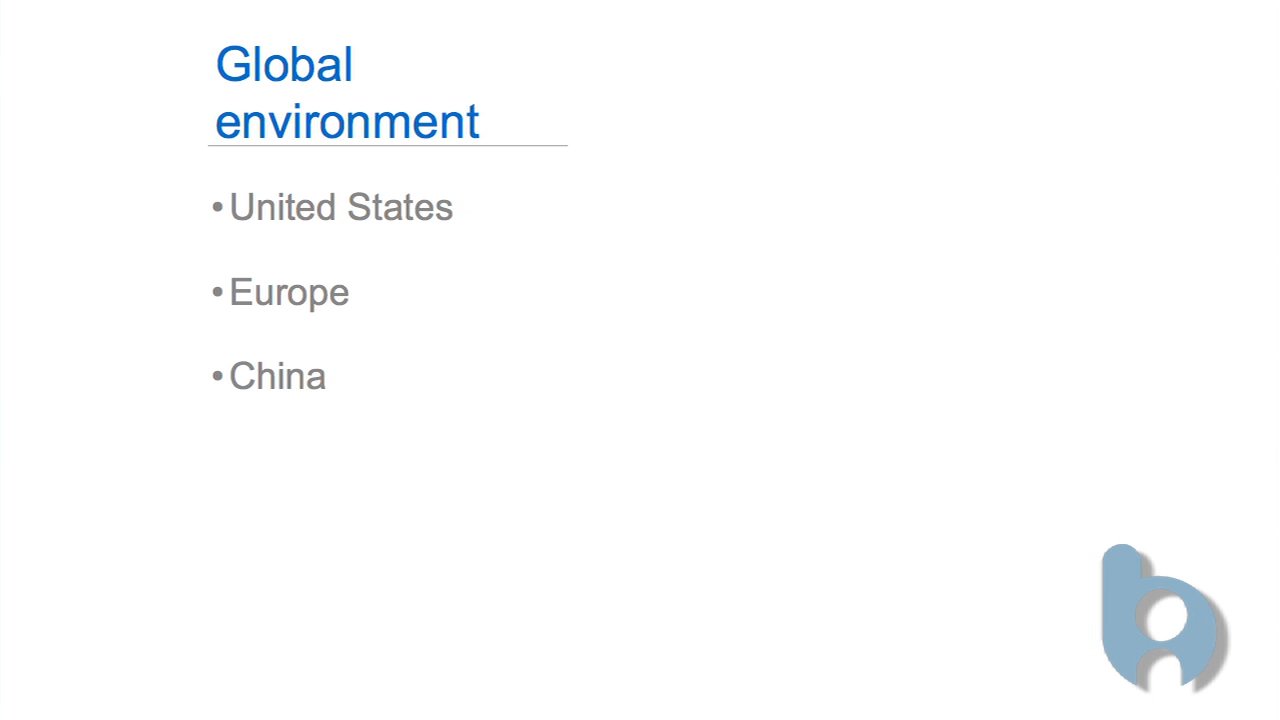 Global
environment
•United States
•Europe
•China